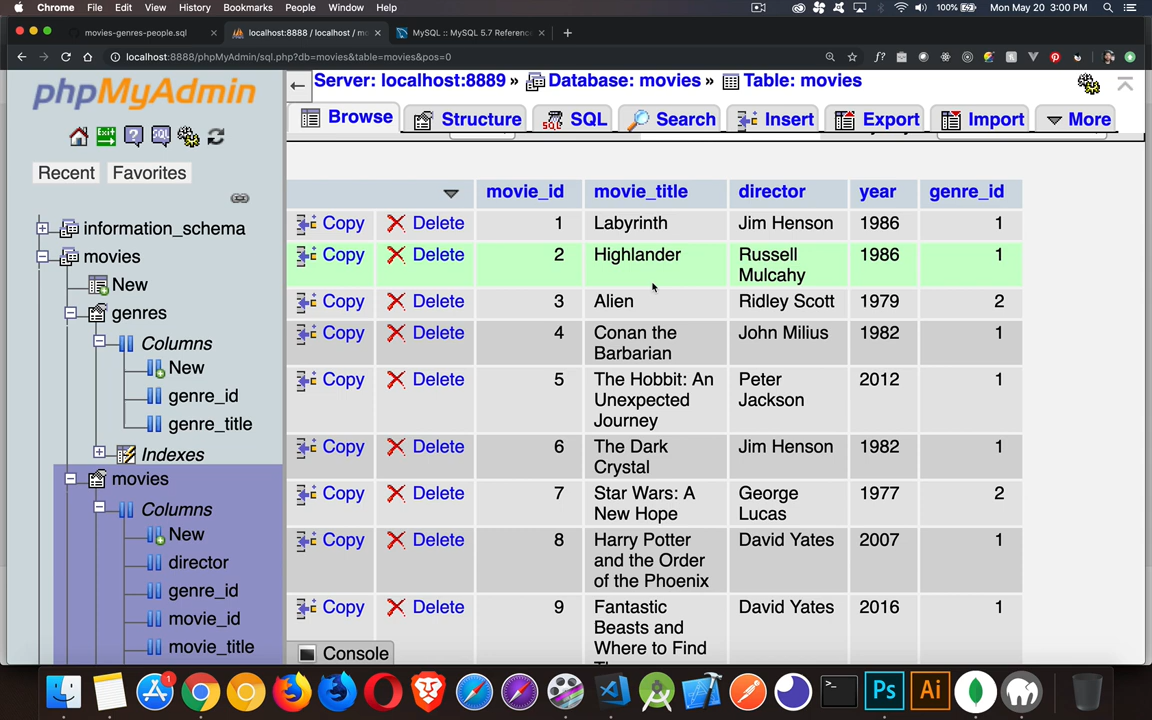 Chrome File Edit View History Bookmarks People Window Help 100% Mon May 20 3:00 PM
movies-genres-people.sql × localhost:8888 / localhost / mo × MySQL :: MySQL 5.7 Referenc × +
localhost:8888/phpMyAdmin/sql.php?db=movies&table=movies&pos=0
phpMyAdmin
Recent Favorites
information_schema
movies
New
genres
Columns
New
genre_id
genre_title
Indexes
movies
Columns
New
director
genre_id
movie_id
movie_title
Server: localhost:8889 » Database: movies » Table: movies
Browse Structure SQL Search Insert Export Import More
movie_id movie_title director year genre_id
Copy Delete 1 Labyrinth Jim Henson 1986 1
Copy Delete 2 Highlander Russell 1986 1
Mulcahy
Copy Delete 3 Alien Ridley Scott 1979 2
Copy Delete 4 Conan the John Milius 1982 1
Barbarian
Copy Delete 5 The Hobbit: An Peter 2012 1
Unexpected Jackson
Journey
Copy Delete 6 The Dark Jim Henson 1982 1
Crystal
Copy Delete 7 Star Wars: A George 1977 2
New Hope Lucas
Copy Delete 8 Harry Potter David Yates 2007 1
and the Order
of the Phoenix
Copy Delete 9 Fantastic David Yates 2016 1
Beasts and
Where to Find
Console
Ps Ai